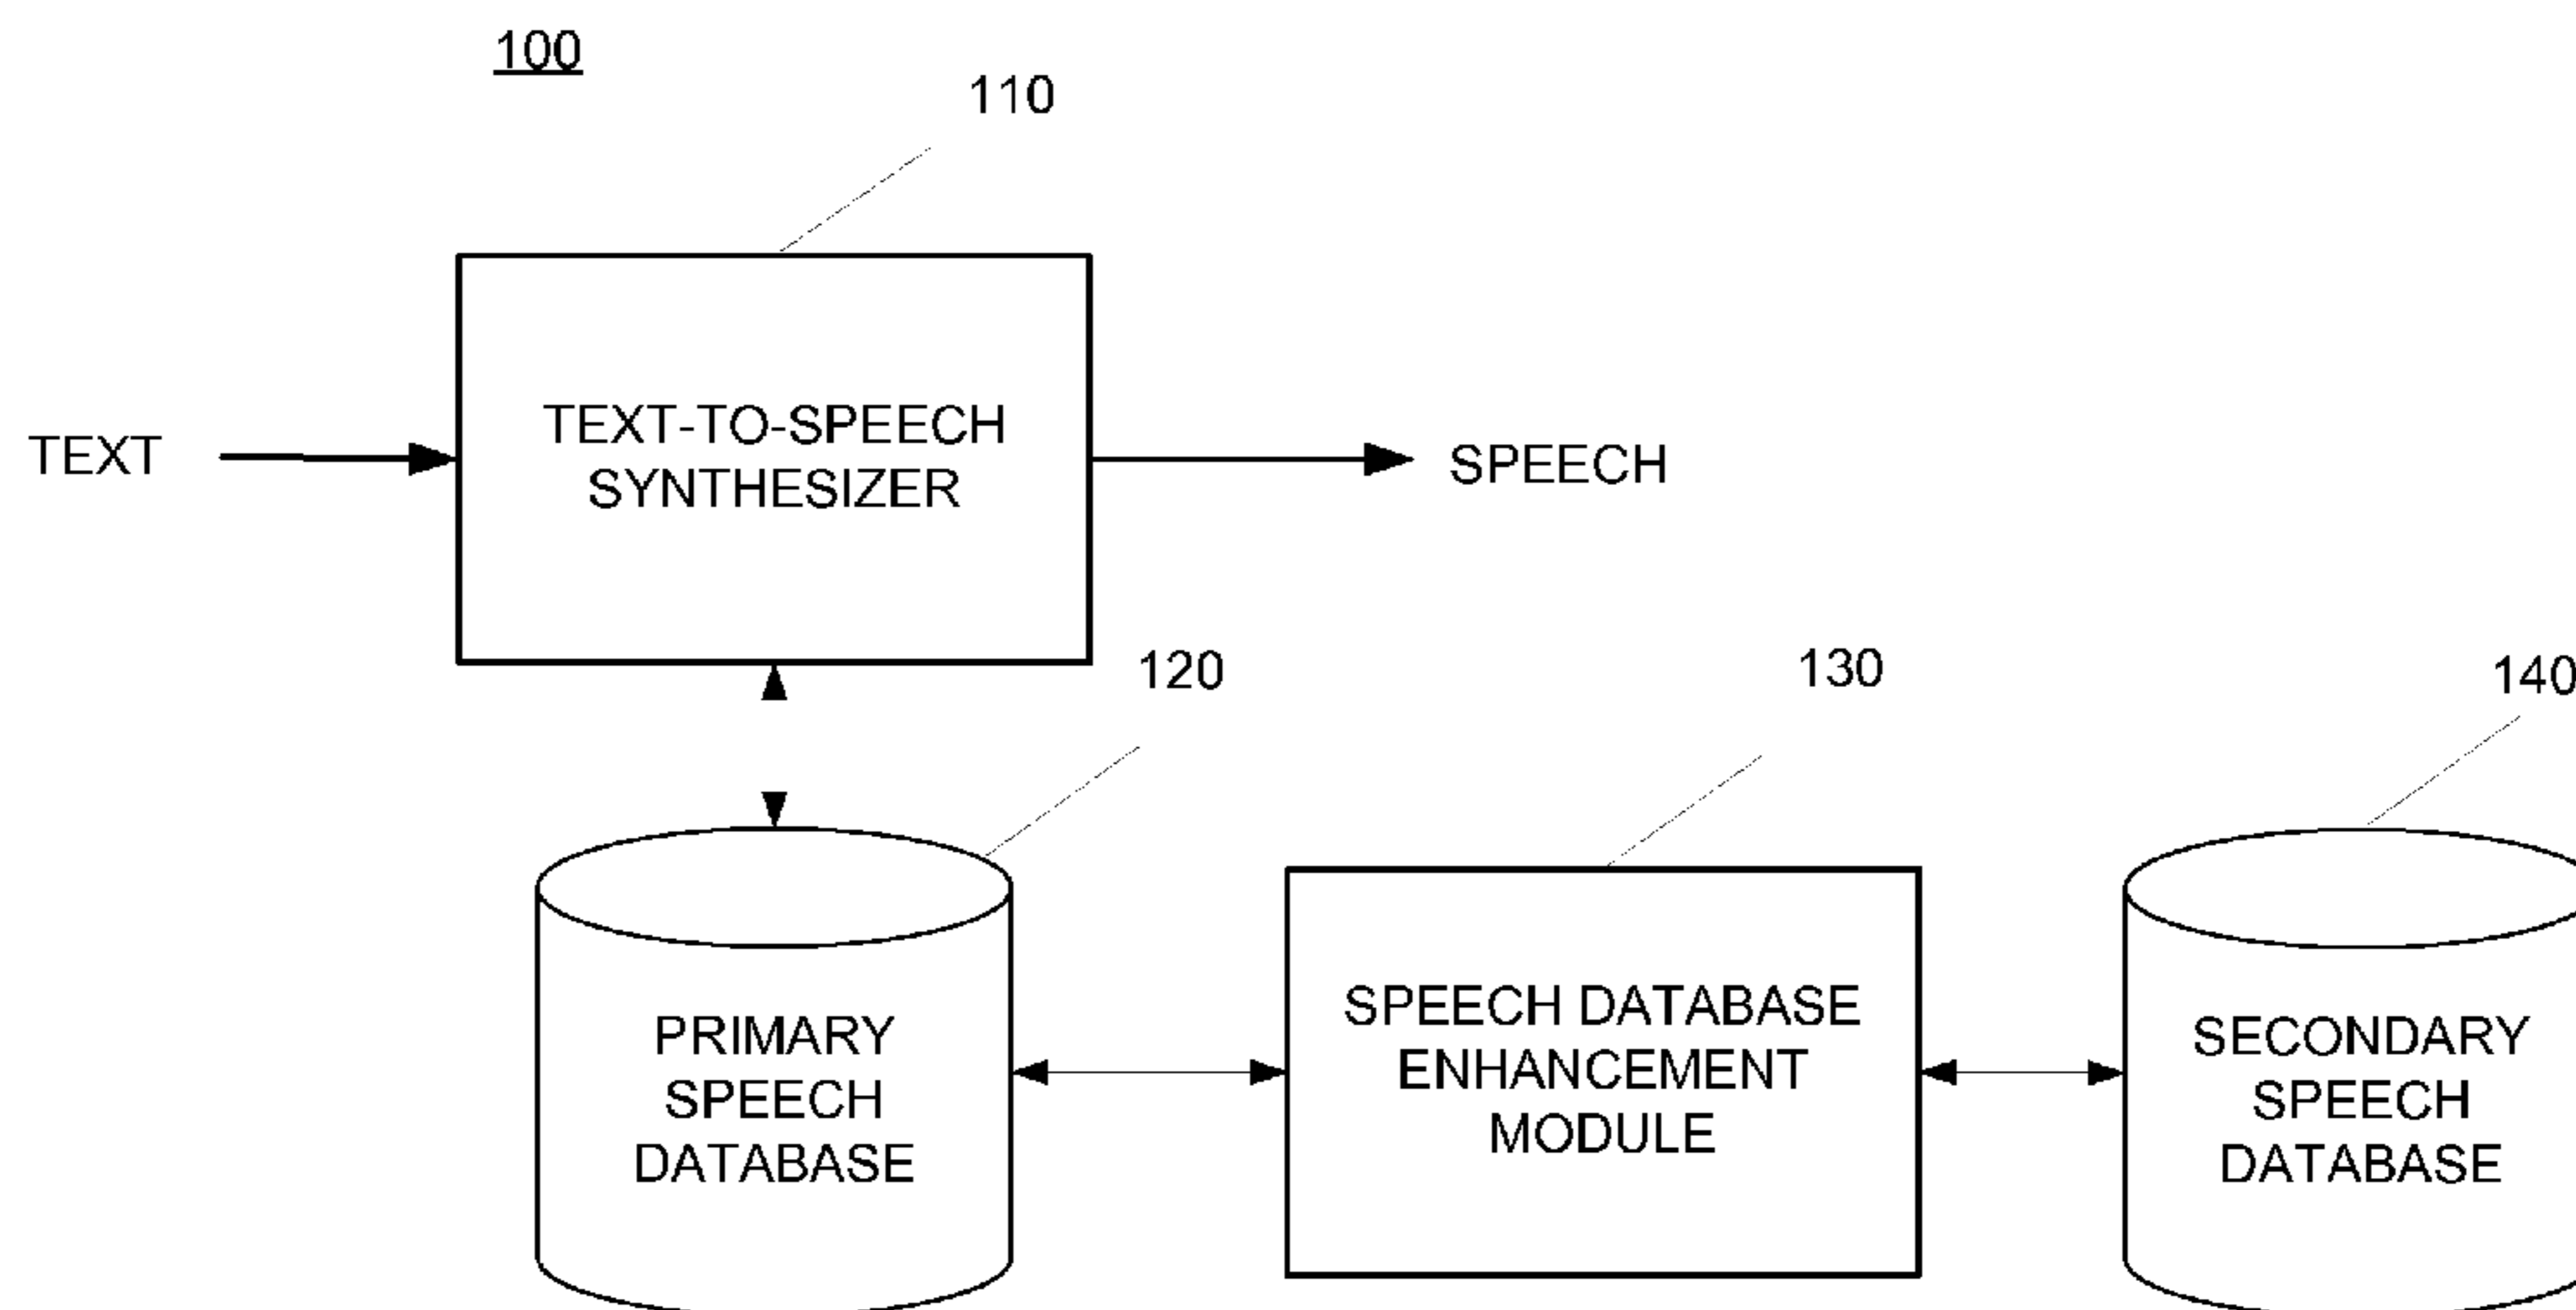 100
110
TEXT
TEXT-TO-SPEECH
SYNTHESIZER
SPEECH
120
130
140
PRIMARY
SPEECH
DATABASE
SPEECH DATABASE
ENHANCEMENT
MODULE
SECONDARY
SPEECH
DATABASE